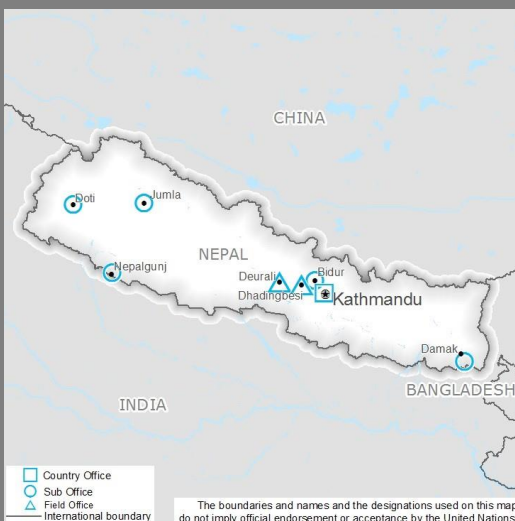 CHINA
Doti
Jumla
NEPAL
Nepalgunj
Deurali
Bidur
Dhadingbesi
Kathmandu
Damak
BANGLADESH
INDIA
Country Office
Sub Office
Field Office
International boundary
The boundaries and names and the designations used on this map
do not imply official endorsement or acceptance by the United Nations.